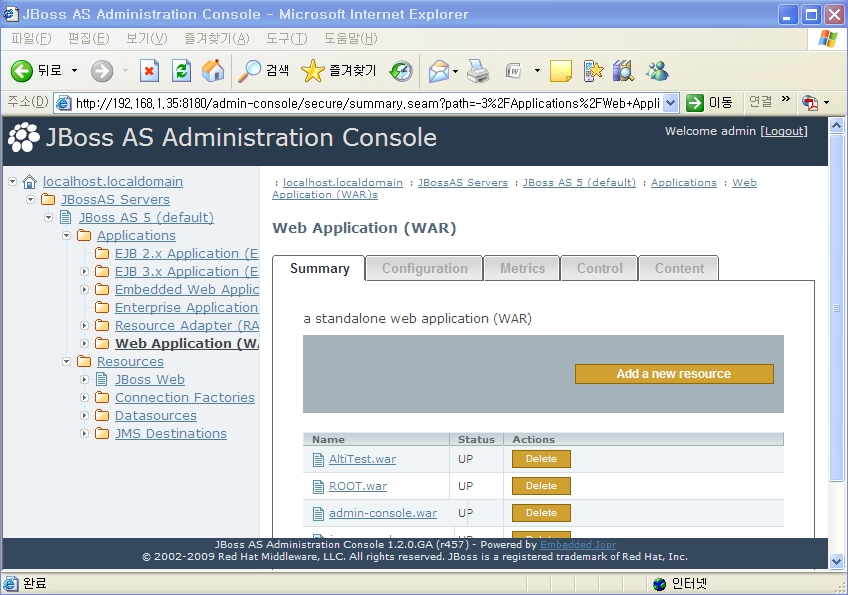 JBoss AS Administration Console - Microsoft Internet Explorer
파일(F) 편집(E) 보기(V) 즐겨찾기(A) 도구(T) 도움말(H)
뒤로 검색 즐겨찾기
주소(D) http://192.168.1.35:8180/admin-console/secure/summary.seam?path=-3%2FApplications%2FWeb+Appli 이동 연결 »
JBoss AS Administration Console
Welcome admin [Logout]
localhost.localdomain
JBossAS Servers
JBoss AS 5 (default)
Applications
EJB 2.x Application (E
EJB 3.x Application (E
Embedded Web Applic
Enterprise Application
Resource Adapter (RA
Web Application (WA
Resources
JBoss Web
Connection Factories
Datasources
JMS Destinations
: localhost.localdomain : JBossAS Servers : JBoss AS 5 (default) : Applications : Web
Application (WAR)s
Web Application (WAR)
Summary Configuration Metrics Control Content
a standalone web application (WAR)
Add a new resource
Name Status Actions
AltiTest.war UP Delete
ROOT.war UP Delete
admin-console.war UP Delete
JBoss AS Administration Console 1.2.0.GA (r457) - Powered by Embedded Jopr
© 2002-2009 Red Hat Middleware, LLC. All rights reserved. JBoss is a registered trademark of Red Hat, Inc.
완료 인터넷